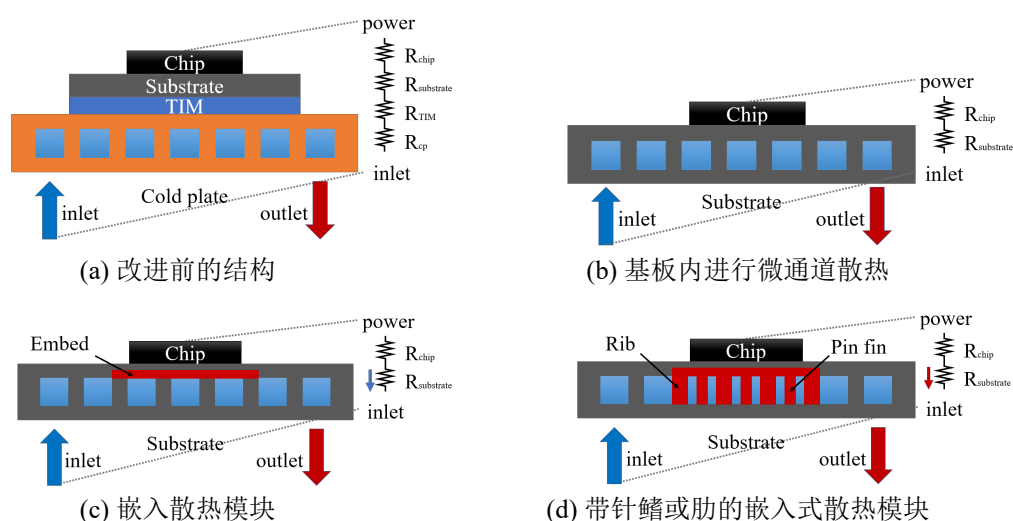 power
Chip
Rchip
Substrate
Rsubstrate
TIM
RTIM
Rcp
inlet
Cold plate
inlet
outlet
(a) 改进前的结构
power
Chip
Rchip
Rsubstrate
inlet
Substrate
inlet
outlet
(b) 基板内进行微通道散热
power
Embed
Chip
Rchip
Rsubstrate
inlet
Substrate
inlet
outlet
(c) 嵌入散热模块
power
Rib
Chip
Pin fin
Rchip
Rsubstrate
inlet
Substrate
inlet
outlet
(d) 带针鳍或肋的嵌入式散热模块